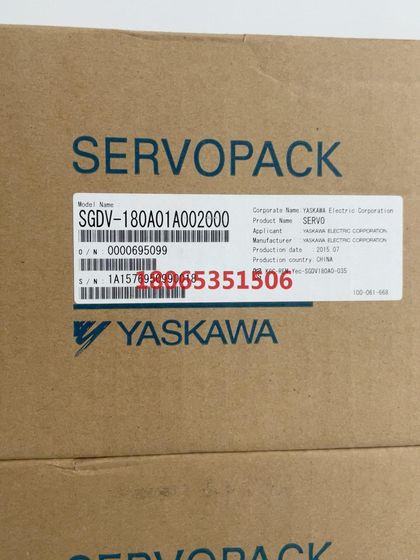 SERVOPACK
Model Name
SGDV-180A01A002000
O/N: 0000695099
S/N:
18065351506
Corporate Name. YASKAWA Electric Corporation
Product Name SERVO
Applicant YASKAWA ELECTRIC CORPORATION
Manufacturer YASKAWA ELECTRIC CORPORATION
Production date .2015.07
Production country. CHINA
100-061-668
YASKAWA